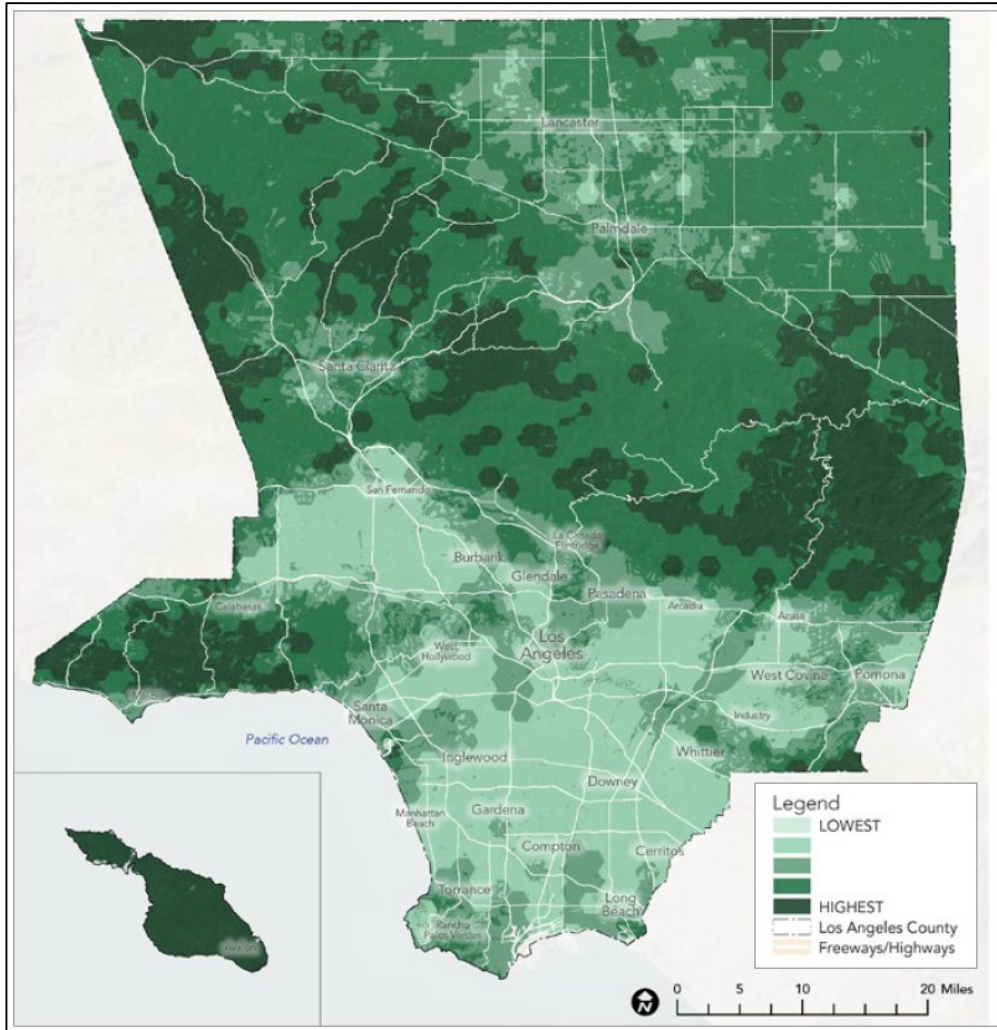 Lancaster
Palmdale
Santa Clarita
San Fernando
La Cañada
Flintridge
Burbank
Glendale
Pasadena
Arcadia
Azusa
Calabasas
West
Hollywood
Los
Angeles
West Covina
Pomona
Malibu
Santa
Monica
Industry
Pacific Ocean
Inglewood
Whittier
Downey
Manhattan
Beach
Gardena
Compton
Cerritos
Torrance
Long
Beach
Rancho
Palos Verdes
Avalon
Legend
LOWEST
HIGHEST
Los Angeles County
Freeways/Highways
N
0 5 10 20 Miles